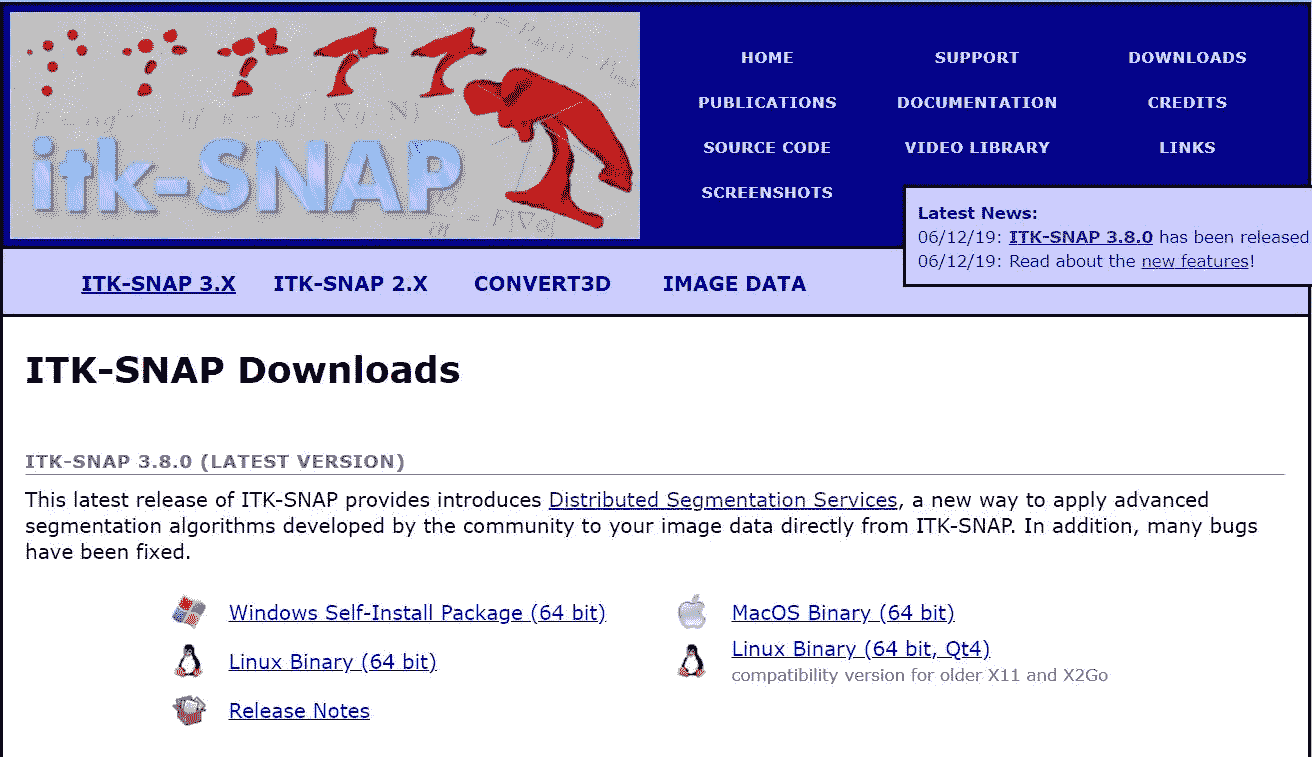 itk-SNAP
HOME SUPPORT DOWNLOADS
PUBLICATIONS DOCUMENTATION CREDITS
SOURCE CODE VIDEO LIBRARY LINKS
SCREENSHOTS
Latest News:
06/12/19: ITK-SNAP 3.8.0 has been released
06/12/19: Read about the new features!
ITK-SNAP 3.X ITK-SNAP 2.X CONVERT3D IMAGE DATA
ITK-SNAP Downloads
ITK-SNAP 3.8.0 (LATEST VERSION)
This latest release of ITK-SNAP provides introduces Distributed Segmentation Services, a new way to apply advanced
segmentation algorithms developed by the community to your image data directly from ITK-SNAP. In addition, many bugs
have been fixed.
Windows Self-Install Package (64 bit) MacOS Binary (64 bit)
Linux Binary (64 bit) Linux Binary (64 bit, Qt4)
compatibility version for older X11 and X2Go
Release Notes